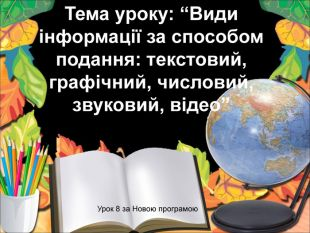 Тема уроку: “Види
інформації за способом
подання: текстовий,
графічний, числовий,
звуковий, відео”
Урок 8 за Новою програмою